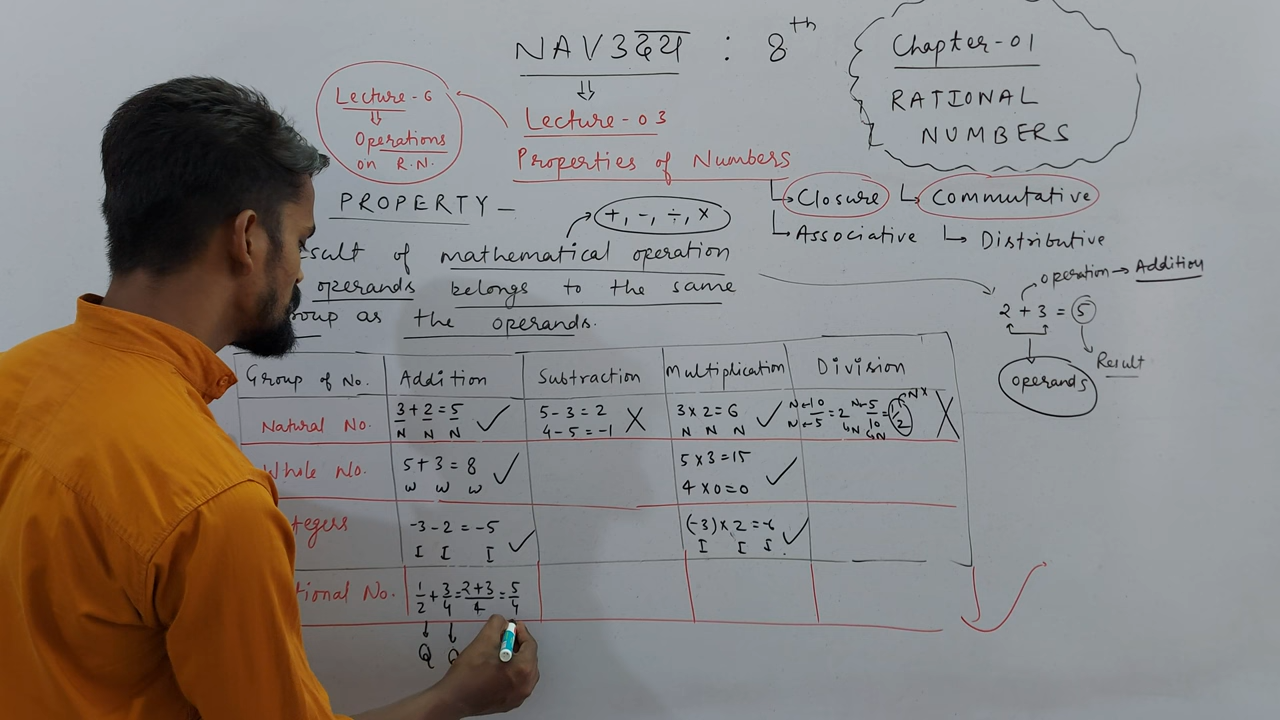 NAV3दय : 8th
Chapter-01
RATIONAL
NUMBERS
Lecture-6
Operations
on R.N.
Lecture-03
Properties of Numbers
Closure Commutative
Associative Distributive
PROPERTY -
+, -, ÷, ×
sult of mathematical operation
operands belongs to the same
oup as the operands.
operation → Addition
2 + 3 = 5
Result
operands
Group of No. Addition Subtraction Multiplication Division
Natural No. 3 + 2 = 5 N N N ✓ 5 - 3 = 2 4 - 5 = -1 X 3 × 2 = 6 N N N ✓ N←10/N←5 = 2 N←5/10 = 1/2 → N× X
Whole No. 5 + 3 = 8 W W W ✓ 5 × 3 = 15 4 × 0 = 0 ✓
tegers -3 - 2 = -5 I I I ✓ (-3) × 2 = -6 I I I ✓
tional No. 1/2 + 3/4 = 2+3/4 = 5/4
Q